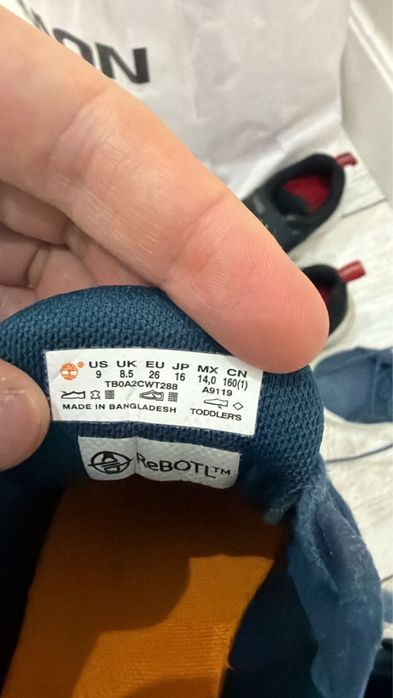 ION
US UK EU JP MX CN
9 8.5 26 16 14,0 160(1)
TB0A2CWT288 A9119
MADE IN BANGLADESH TODDLER'S
ReBOTL™